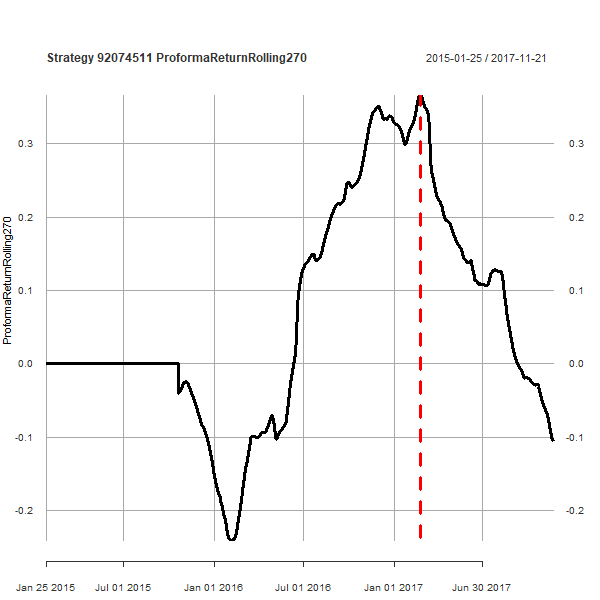 Strategy 92074511 ProformaReturnRolling270
2015-01-25 / 2017-11-21
ProformaReturnRolling270
0.3 0.3
0.2 0.2
0.1 0.1
0.0 0.0
-0.1 -0.1
-0.2 -0.2
Jan 25 2015 Jul 01 2015 Jan 01 2016 Jul 01 2016 Jan 01 2017 Jun 30 2017